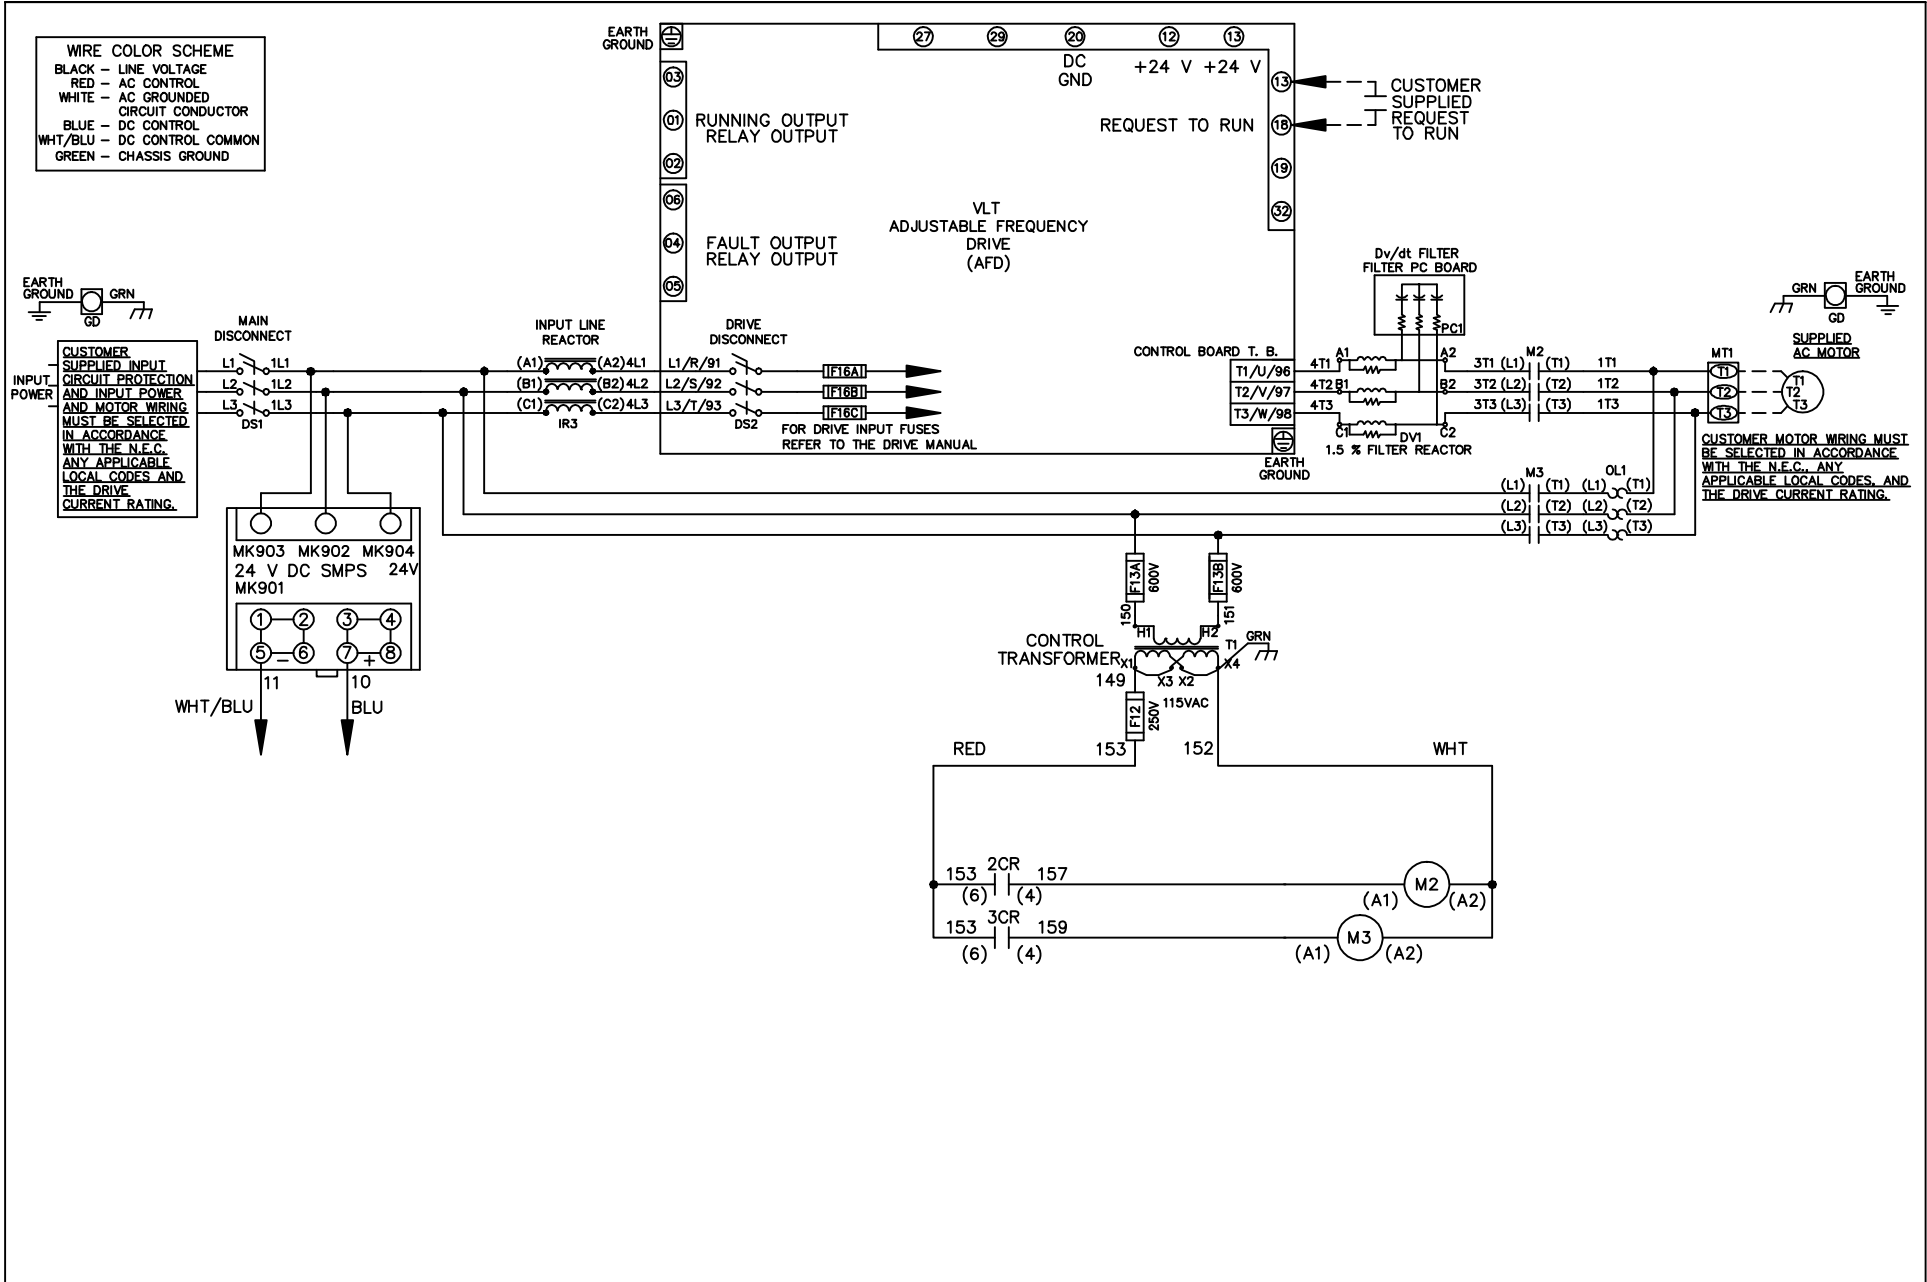 WIRE COLOR SCHEME
BLACK – LINE VOLTAGE
RED – AC CONTROL
WHITE – AC GROUNDED
CIRCUIT CONDUCTOR
BLUE – DC CONTROL
WHT/BLU – DC CONTROL COMMON
GREEN – CHASSIS GROUND
EARTH
GROUND
27 29 20 12 13
DC
GND
+24 V +24 V
03
01
02
RUNNING OUTPUT
RELAY OUTPUT
06
04
05
FAULT OUTPUT
RELAY OUTPUT
VLT
ADJUSTABLE FREQUENCY
DRIVE
(AFD)
13
REQUEST TO RUN 18
19
32
CUSTOMER
SUPPLIED
REQUEST
TO RUN
EARTH
GROUND
GRN
GD
INPUT
POWER
CUSTOMER
SUPPLIED INPUT
CIRCUIT PROTECTION
AND INPUT POWER
AND MOTOR WIRING
MUST BE SELECTED
IN ACCORDANCE
WITH THE N.E.C.
ANY APPLICABLE
LOCAL CODES AND
THE DRIVE
CURRENT RATING.
MAIN
DISCONNECT
L1 1L1
L2 1L2
L3 1L3
DS1
INPUT LINE
REACTOR
(A1) (A2) 4L1
(B1) (B2) 4L2
(C1) (C2) 4L3
IR3
DRIVE
DISCONNECT
L1/R/91
L2/S/92
L3/T/93
DS2
F16A
F16B
F16C
FOR DRIVE INPUT FUSES
REFER TO THE DRIVE MANUAL
CONTROL BOARD T. B.
T1/U/96
T2/V/97
T3/W/98
EARTH
GROUND
Dv/dt FILTER
FILTER PC BOARD
PC1
4T1 A1 A2
4T2 B1 B2
4T3 C1 C2
DV1
1.5 % FILTER REACTOR
M2
3T1 (L1) (T1) 1T1
3T2 (L2) (T2) 1T2
3T3 (L3) (T3) 1T3
GRN
GD
EARTH
GROUND
SUPPLIED
AC MOTOR
MT1
T1
T2
T3
T1
T2
T3
CUSTOMER MOTOR WIRING MUST
BE SELECTED IN ACCORDANCE
WITH THE N.E.C., ANY
APPLICABLE LOCAL CODES, AND
THE DRIVE CURRENT RATING.
M3 OL1
(L1) (T1) (L1) (T1)
(L2) (T2) (L2) (T2)
(L3) (T3) (L3) (T3)
MK903 MK902 MK904
24 V DC SMPS 24V
MK901
1 2 3 4
5 6 7 8
– +
11 10
WHT/BLU BLU
F13A 600V
F13B 600V
150 151
H1 H2
CONTROL
TRANSFORMER
T1
GRN
X1 X3 X2 X4
149
115VAC
F12 250V
RED 153 152 WHT
153 2CR 157
(6) (4)
M2
(A1) (A2)
153 3CR 159
(6) (4)
M3
(A1) (A2)